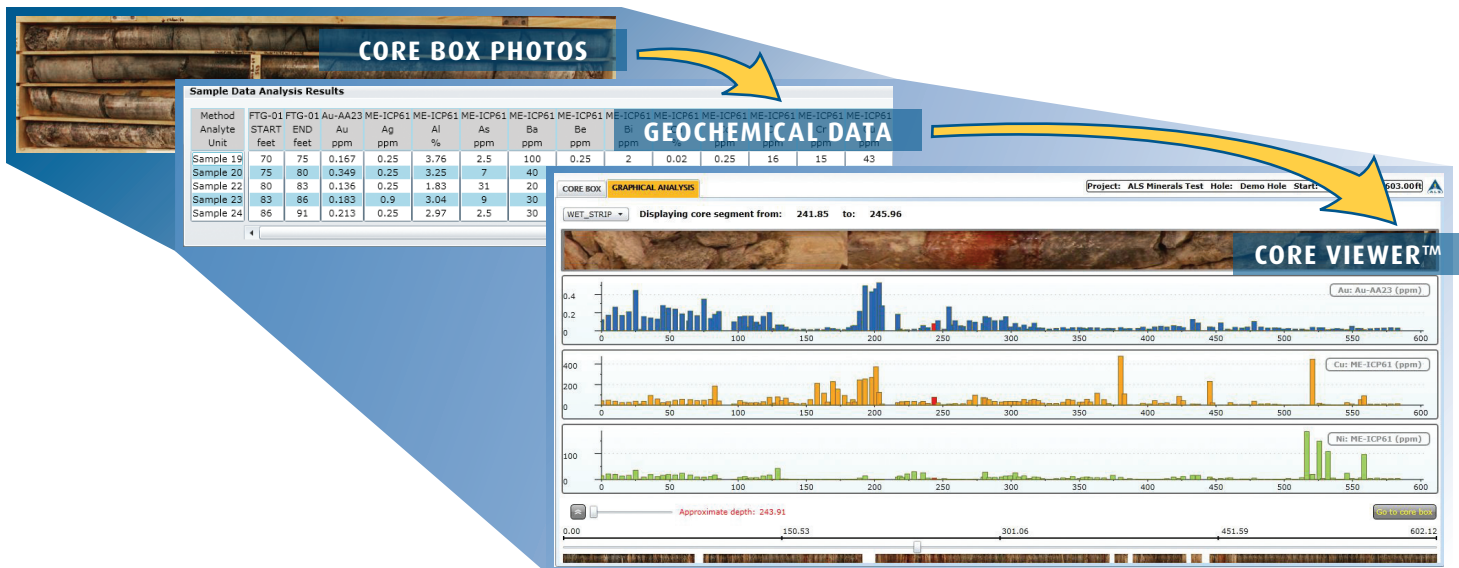 CORE BOX PHOTOS
Sample Data Analysis Results
Method FTG-01 FTG-01 Au-AA23 ME-ICP61 ME-ICP61 ME-ICP61 ME-ICP61 ME-ICP61 ME-ICP61 ME-ICP61 ME-ICP61 ME-ICP61 ME-ICP61
Analyte START END Au Ag Al As Ba Be Bi
Unit feet feet ppm ppm % ppm ppm ppm ppm % ppm ppm ppm ppm
GEOCHEMICAL DATA
Sample 19 70 75 0.167 0.25 3.76 2.5 100 0.25 2 0.02 0.25 16 15 43
Sample 20 75 80 0.349 0.25 3.25 7 40
Sample 22 80 83 0.136 0.25 1.83 31 20
Sample 23 83 86 0.183 0.9 3.04 9 30
Sample 24 86 91 0.213 0.25 2.97 2.5 30
CORE BOX GRAPHICAL ANALYSIS Project: ALS Minerals Test Hole: Demo Hole Start: 603.00ft ALS
WET_STRIP Displaying core segment from: 241.85 to: 245.96
CORE VIEWER™
Au: Au-AA23 (ppm)
0.4
0.2
0
0 50 100 150 200 250 300 350 400 450 500 550 600
Cu: ME-ICP61 (ppm)
400
200
0
0 50 100 150 200 250 300 350 400 450 500 550 600
Ni: ME-ICP61 (ppm)
100
0
0 50 100 150 200 250 300 350 400 450 500 550 600
Approximate depth: 243.91 Go to core box
0.00 150.53 301.06 451.59 602.12